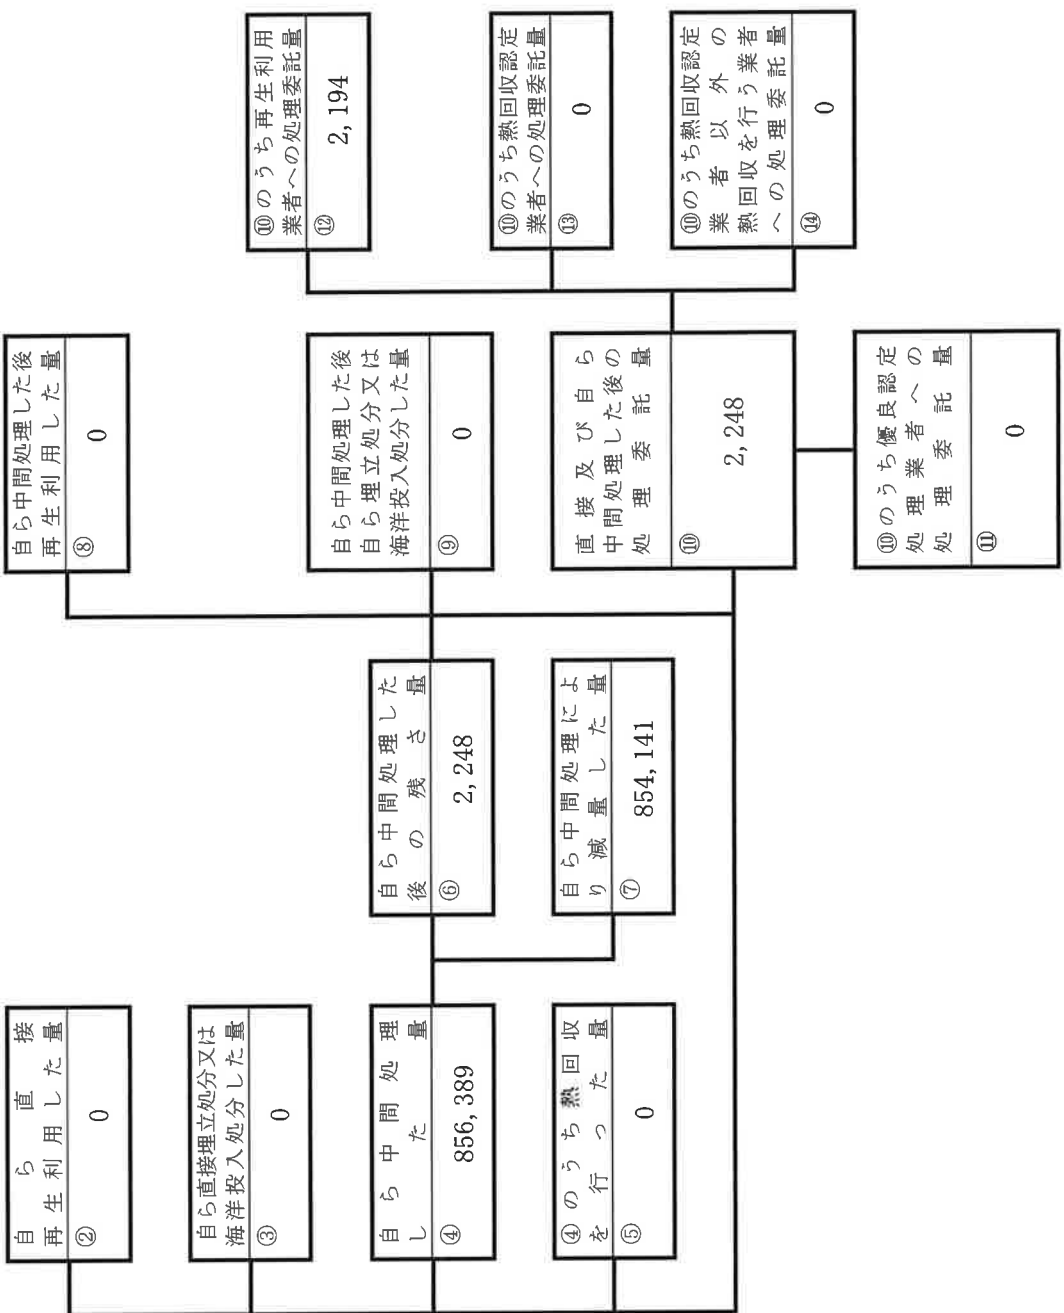 自ら直接
再生利用した量
②
0
自ら直接埋立処分又は
海洋投入処分した量
③
0
自ら中間処理
した量
④
856,389
④のうち熱回収
を行った量
⑤
0
自ら中間処理した
後の残さ量
⑥
2,248
自ら中間処理によ
り減量した量
⑦
854,141
自ら中間処理した後
再生利用した量
⑧
0
自ら中間処理した後
自ら埋立処分又は
海洋投入処分した量
⑨
0
直接及び自ら
中間処理した後の
処理委託量
⑩
2,248
⑩のうち優良認定
処理業者への
処理委託量
⑪
0
⑩のうち再生利用
業者への処理委託量
⑫
2,194
⑩のうち熱回収認定
業者への処理委託量
⑬
0
⑩のうち熱回収認定
業者以外の
熱回収を行う業者
への処理委託量
⑭
0